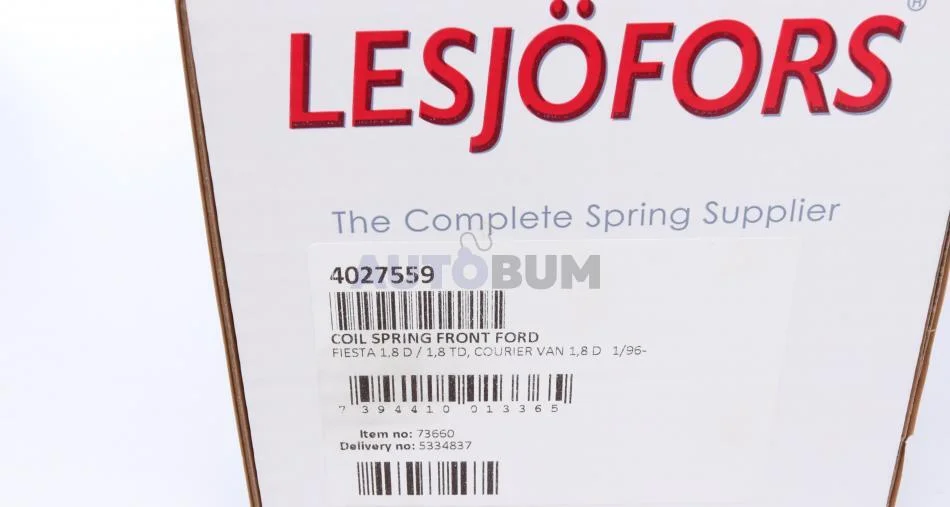 LESJÖFORS®
The Complete Spring Supplier
AUTOBUM
4027559
COIL SPRING FRONT FORD
FIESTA 1,8 D / 1,8 TD, COURIER VAN 1,8 D 1/96-
7 394410 013365
Item no: 73660
Delivery no: 5334837